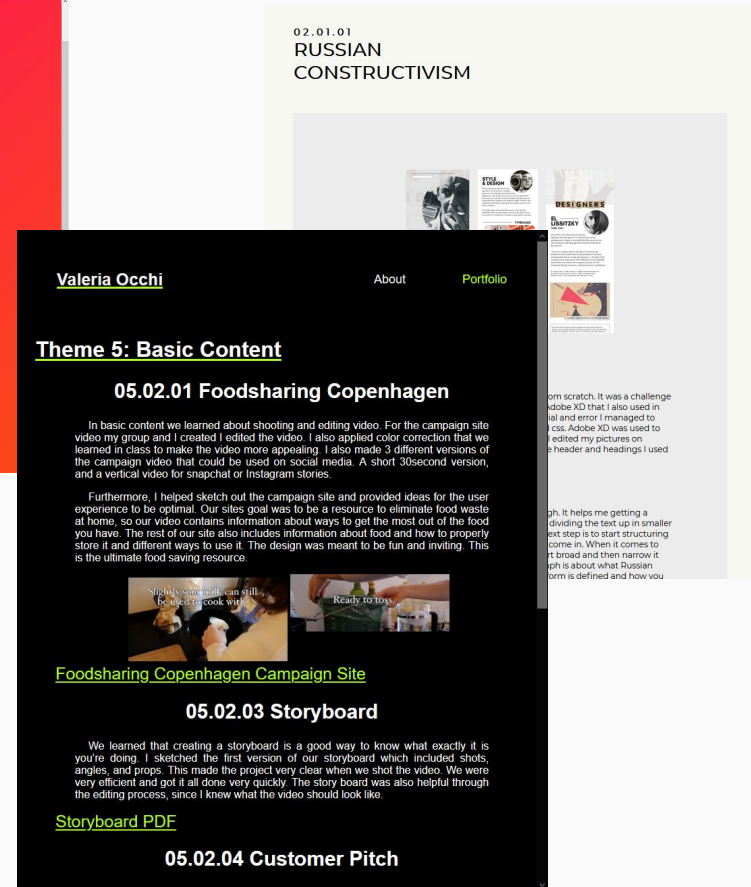 02.01.01
RUSSIAN
CONSTRUCTIVISM
STYLE
& DESIGN
TYPEFACES
DESIGNERS
EL
LISSITZKY
om scratch. It was a challenge
Adobe XD that I also used in
ial and error I managed to
l css. Adobe XD was used to
I edited my pictures on
e header and headings I used
gh. It helps me getting a
dividing the text up in smaller
ext step is to start structuring
come in. When it comes to
rt broad and then narrow it
ph is about what Russian
form is defined and how you
Valeria Occhi
About
Portfolio
Theme 5: Basic Content
05.02.01 Foodsharing Copenhagen
In basic content we learned about shooting and editing video. For the campaign site
video my group and I created I edited the video. I also applied color correction that we
learned in class to make the video more appealing. I also made 3 different versions of
the campaign video that could be used on social media. A short 30second version,
and a vertical video for snapchat or Instagram stories.
Furthermore, I helped sketch out the campaign site and provided ideas for the user
experience to be optimal. Our sites goal was to be a resource to eliminate food waste
at home, so our video contains information about ways to get the most out of the food
you have. The rest of our site also includes information about food and how to properly
store it and different ways to use it. The design was meant to be fun and inviting. This
is the ultimate food saving resource.
Slightly sour milk can still
be used to cook with.
Ready to toss.
Foodsharing Copenhagen Campaign Site
05.02.03 Storyboard
We learned that creating a storyboard is a good way to know what exactly it is
you're doing. I sketched the first version of our storyboard which included shots,
angles, and props. This made the project very clear when we shot the video. We were
very efficient and got it all done very quickly. The story board was also helpful through
the editing process, since I knew what the video should look like.
Storyboard PDF
05.02.04 Customer Pitch